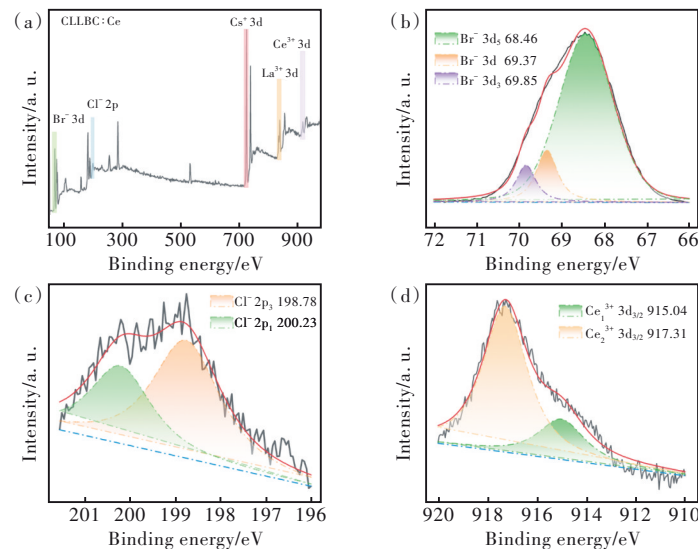 (a)
CLLBC：Ce
Br⁻ 3d
Cl⁻ 2p
Cs⁺ 3d
La³⁺ 3d
Ce³⁺ 3d
Intensity/a. u.
100 300 500 700 900
Binding energy/eV
(b)
Br⁻ 3d₅ 68.46
Br⁻ 3d 69.37
Br⁻ 3d₃ 69.85
Intensity/a. u.
72 71 70 69 68 67 66
Binding energy/eV
(c)
Cl⁻ 2p₃ 198.78
Cl⁻ 2p₁ 200.23
Intensity/a. u.
201 200 199 198 197 196
Binding energy/eV
(d)
Ce₁³⁺ 3d₃/₂ 915.04
Ce₂³⁺ 3d₃/₂ 917.31
Intensity/a. u.
920 918 916 914 912 910
Binding energy/eV